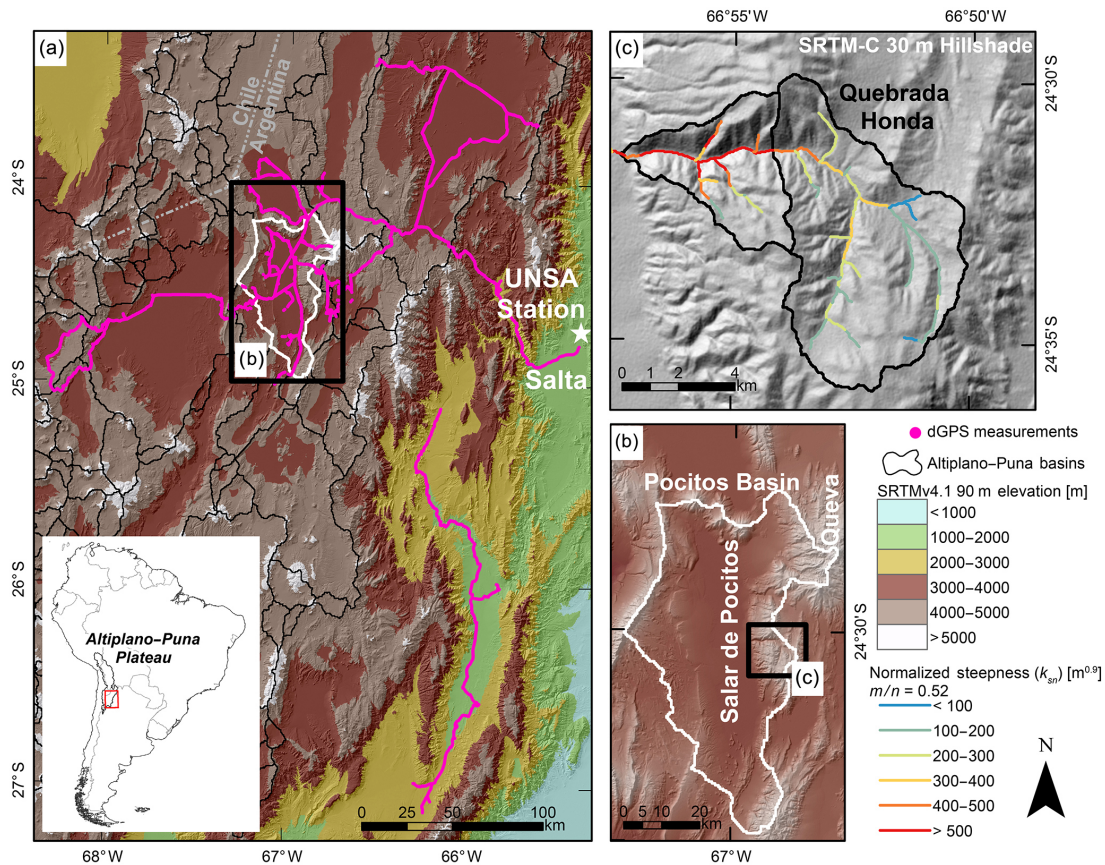 (a)
Chile
Argentina
UNSA
Station
Salta
(b)
24°S
25°S
26°S
27°S
68°W
67°W
66°W
0 25 50 100
km
Altiplano–Puna
Plateau
66°55'W
66°50'W
(c)
SRTM-C 30 m Hillshade
Quebrada
Honda
24°30'S
24°35'S
0 1 2 4
km
(b)
Pocitos Basin
Queva
Salar de Pocitos
(c)
24°30'S
0 5 10 20
km
67°W
dGPS measurements
Altiplano–Puna basins
SRTMv4.1 90 m elevation [m]
<1000
1000–2000
2000–3000
3000–4000
4000–5000
>5000
Normalized steepness (ksn) [m0.9]
m/n = 0.52
< 100
100–200
200–300
300–400
400–500
> 500
N